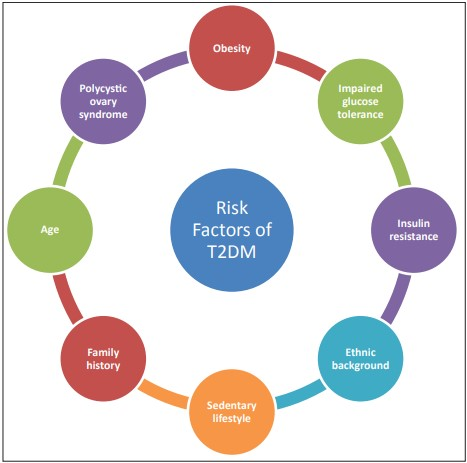 Obesity
Impaired
glucose
tolerance
Insulin
resistance
Ethnic
background
Sedentary
lifestyle
Family
history
Age
Polycystic
ovary
syndrome
Risk
Factors of
T2DM